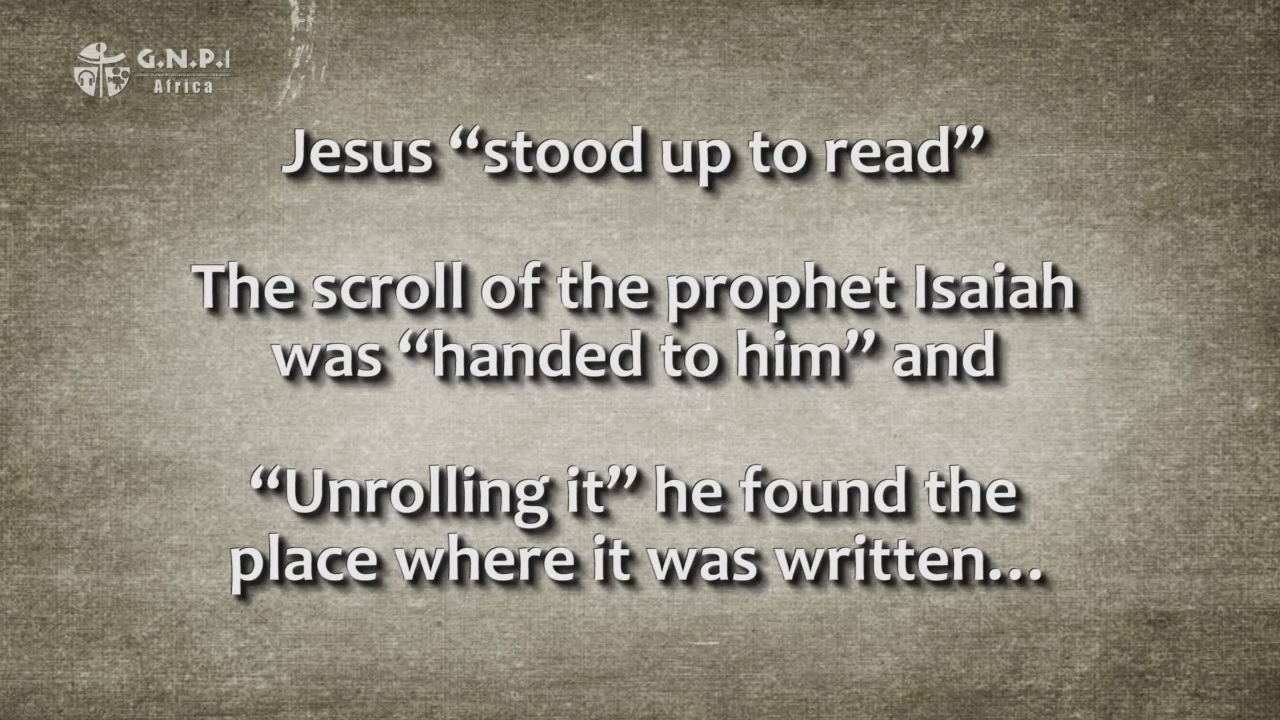 G.N.P.I
Africa
Jesus “stood up to read”
The scroll of the prophet Isaiah
was “handed to him” and
“Unrolling it” he found the
place where it was written…